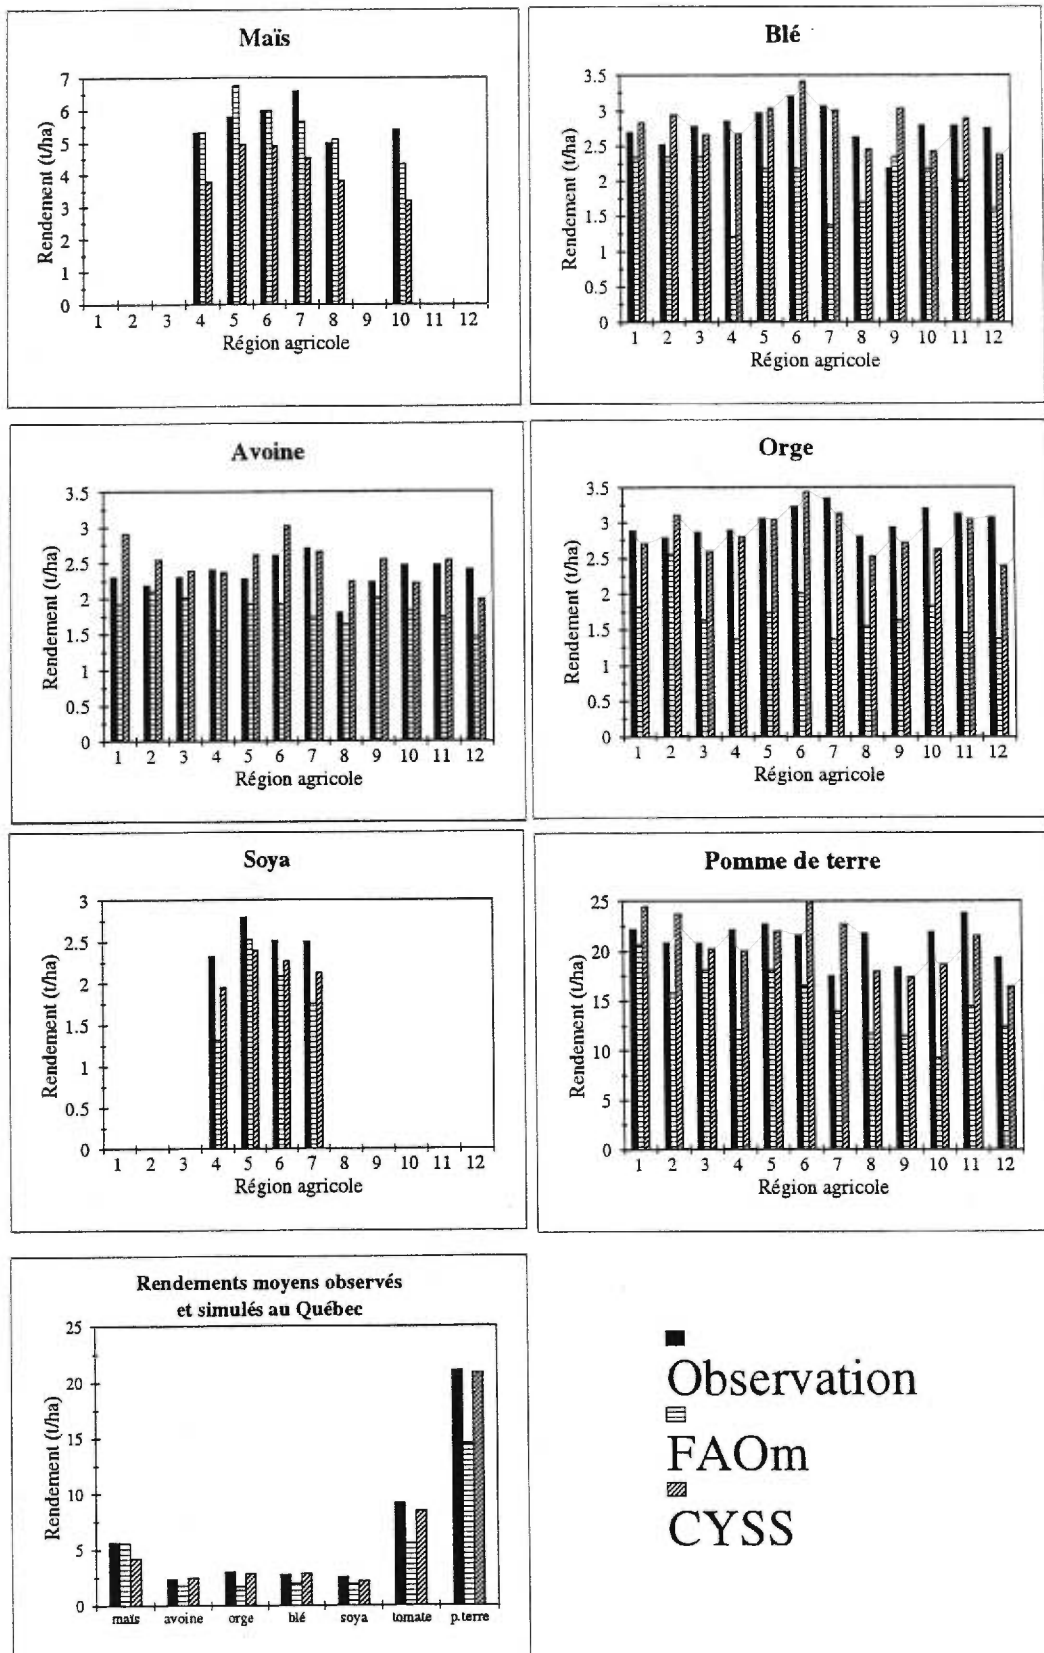 Maïs
7
6
5
4
3
2
1
0
Rendement (t/ha)
1 2 3 4 5 6 7 8 9 10 11 12
Région agricole
Blé
3.5
3
2.5
2
1.5
1
0.5
0
Rendement (t/ha)
1 2 3 4 5 6 7 8 9 10 11 12
Région agricole
Avoine
3.5
3
2.5
2
1.5
1
0.5
0
Rendement (t/ha)
1 2 3 4 5 6 7 8 9 10 11 12
Région agricole
Orge
3.5
3
2.5
2
1.5
1
0.5
0
Rendement (t/ha)
1 2 3 4 5 6 7 8 9 10 11 12
Région agricole
Soya
3
2.5
2
1.5
1
0.5
0
Rendement (t/ha)
1 2 3 4 5 6 7 8 9 10 11 12
Région agricole
Pomme de terre
25
20
15
10
5
0
Rendement (t/ha)
1 2 3 4 5 6 7 8 9 10 11 12
Région agricole
Rendements moyens observés
et simulés au Québec
25
20
15
10
5
0
Rendement (t/ha)
maïs avoine orge blé soya tomate p.terre
Observation
FAOm
CYSS